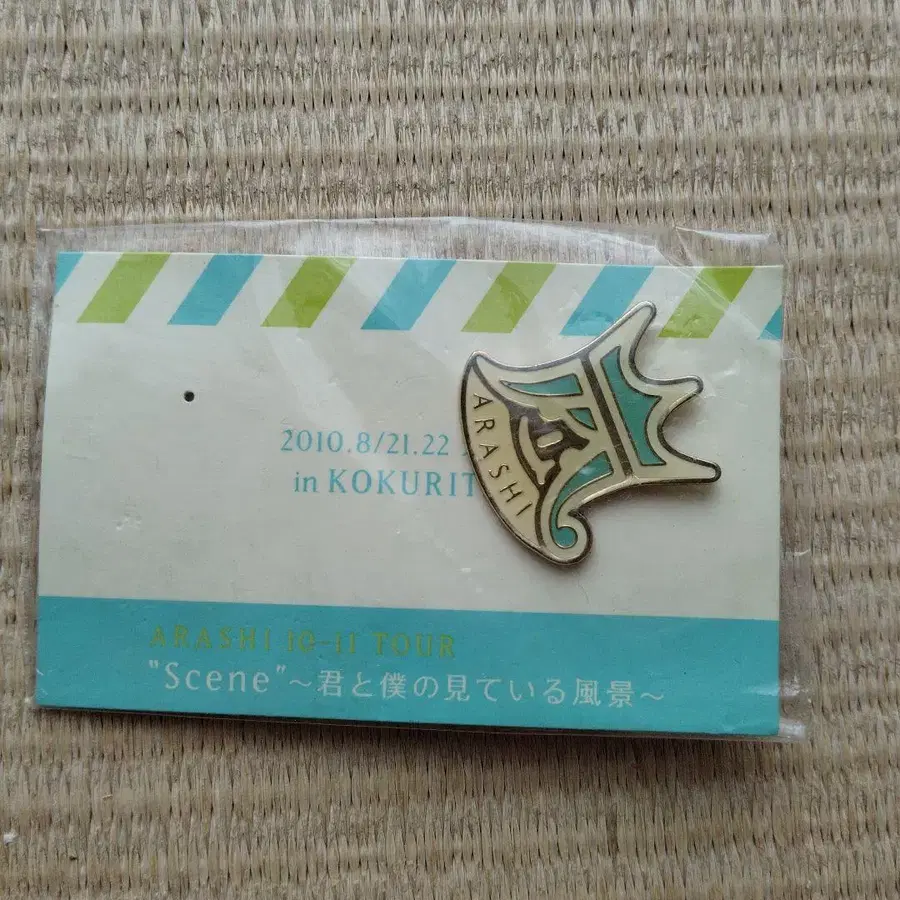 2010.8/21.22
in KOKURIT
ARASHI
ARASHI 10-11 TOUR
"Scene"～君と僕の見ている風景～